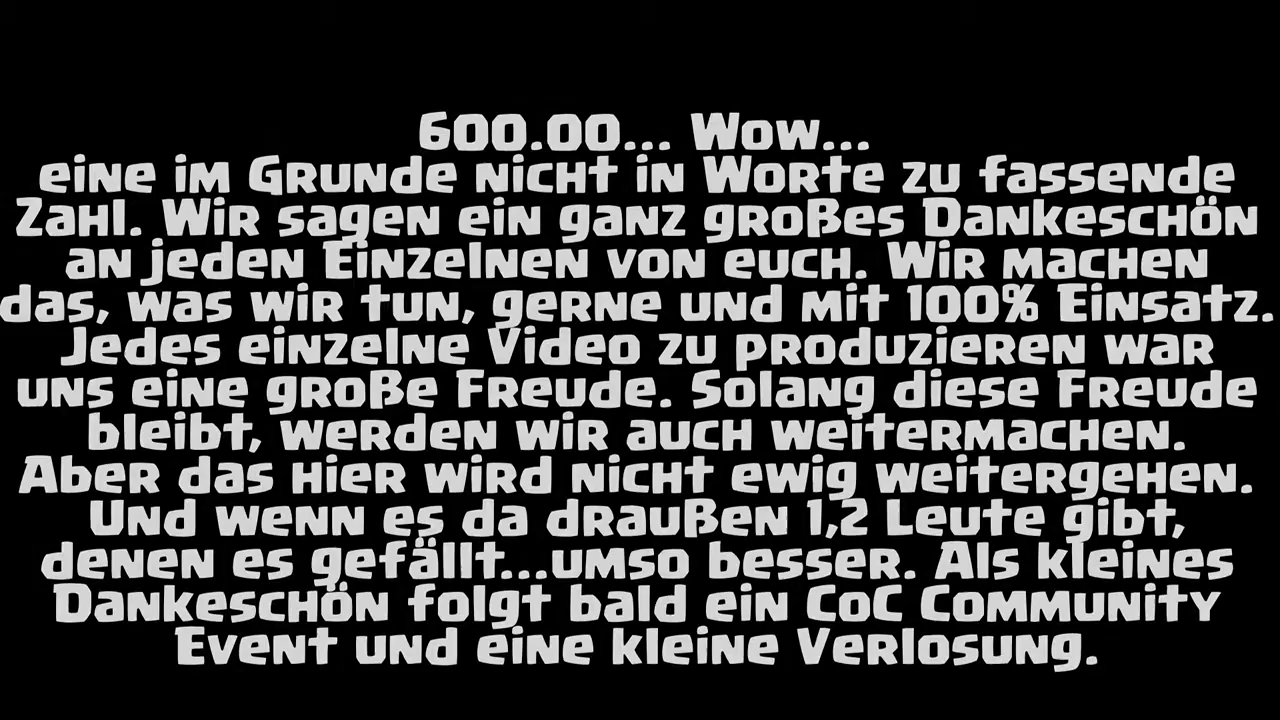 600.00... Wow...
eine im Grunde nicht in Worte zu fassende
Zahl. Wir sagen ein ganz großes Dankeschön
an jeden Einzelnen von euch. Wir machen
das, was wir tun, gerne und mit 100% Einsatz.
Jedes einzelne Video zu produzieren war
uns eine große Freude. Solang diese Freude
bleibt, werden wir auch weitermachen.
Aber das hier wird nicht ewig weitergehen.
Und wenn es da draußen 1,2 Leute gibt,
denen es gefällt...umso besser. Als kleines
Dankeschön folgt bald ein CoC Community
Event und eine kleine Verlosung.